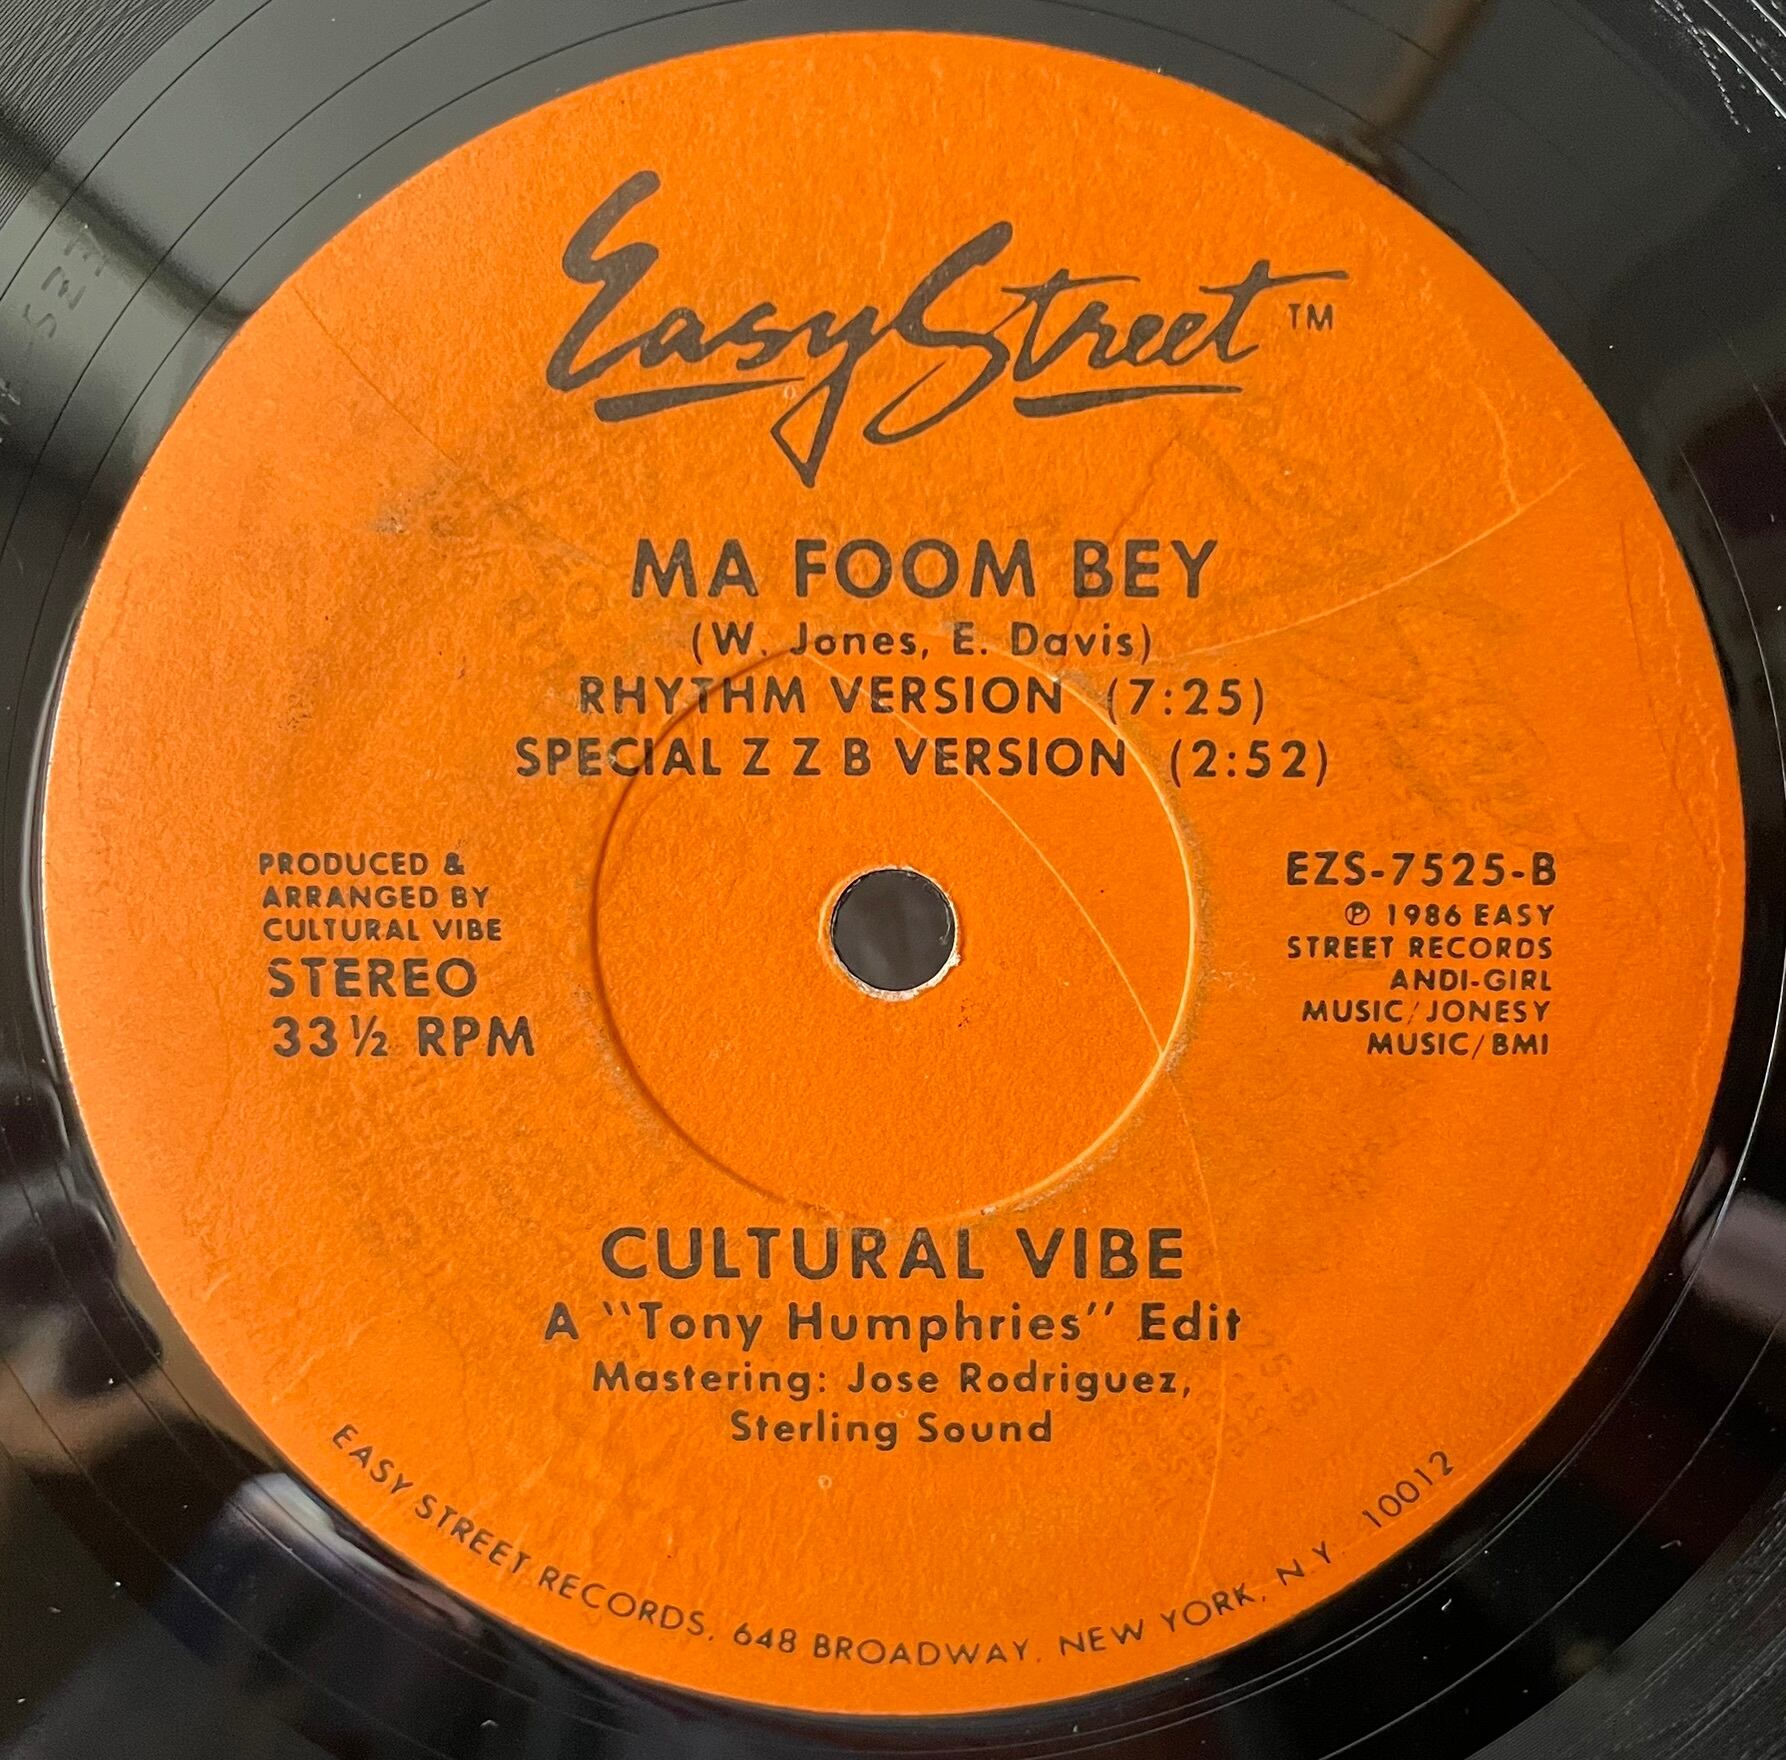 Easy Street ™
MA FOOM BEY
(W. Jones, E. Davis)
RHYTHM VERSION (7:25)
SPECIAL Z Z B VERSION (2:52)
PRODUCED &
ARRANGED BY
CULTURAL VIBE
STEREO
33 ½ RPM
EZS-7525-B
℗ 1986 EASY
STREET RECORDS
ANDI-GIRL
MUSIC/JONESY
MUSIC/BMI
CULTURAL VIBE
A "Tony Humphries" Edit
Mastering: Jose Rodriguez,
Sterling Sound
EASY STREET RECORDS, 648 BROADWAY, NEW YORK, N.Y. 10012